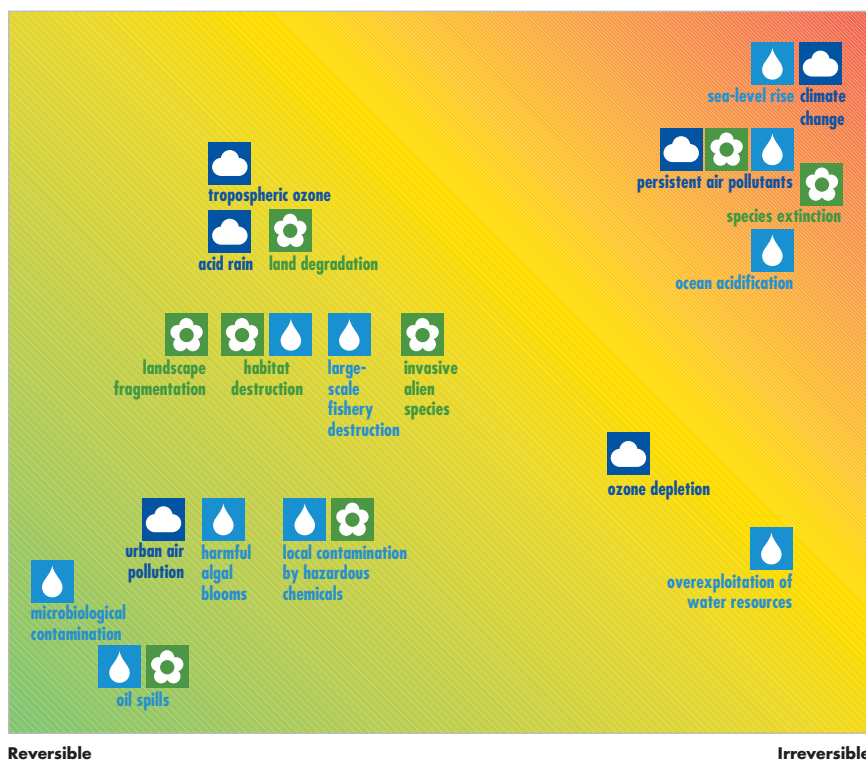 sea-level rise
climate
change
persistent air pollutants
tropospheric ozone
species extinction
acid rain
land degradation
ocean acidification
landscape
fragmentation
habitat
destruction
large-
scale
fishery
destruction
invasive
alien
species
ozone depletion
urban air
pollution
harmful
algal
blooms
local contamination
by hazardous
chemicals
overexploitation of
water resources
microbiological
contamination
oil spills
Reversible
Irreversible